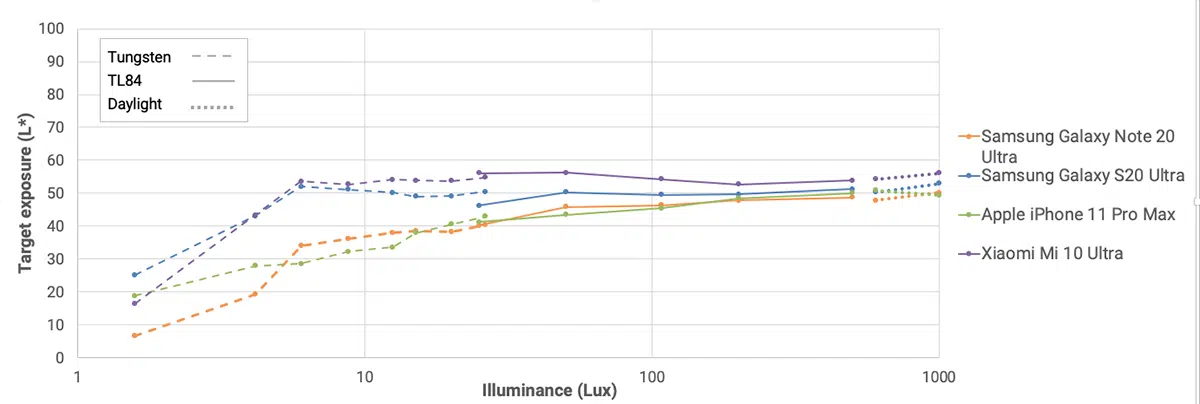 100
90
80
70
60
50
40
30
20
10
0
Target exposure (L*)
Tungsten
TL84
Daylight
1
10
100
1000
Illuminance (Lux)
Samsung Galaxy Note 20
Ultra
Samsung Galaxy S20 Ultra
Apple iPhone 11 Pro Max
Xiaomi Mi 10 Ultra